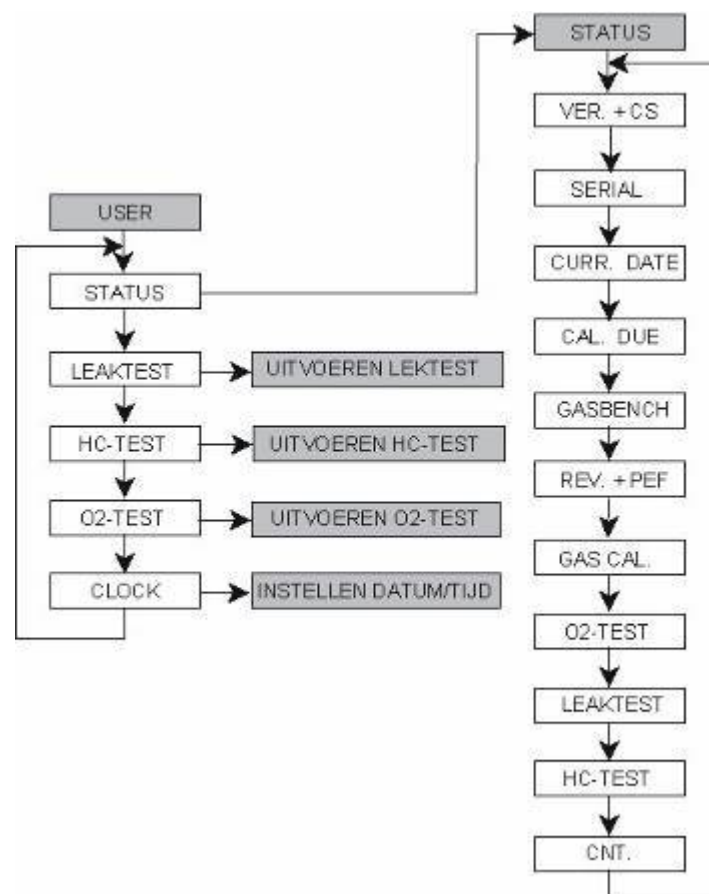 USER
STATUS
LEAKTEST
UITVOEREN LEKTEST
HC-TEST
UITVOEREN HC-TEST
O2-TEST
UITVOEREN O2-TEST
CLOCK
INSTELLEN DATUM/TIJD
STATUS
VER. +CS
SERIAL
CURR. DATE
CAL. DUE
GASBENCH
REV. +PEF
GAS CAL.
O2-TEST
LEAKTEST
HC-TEST
CNT.